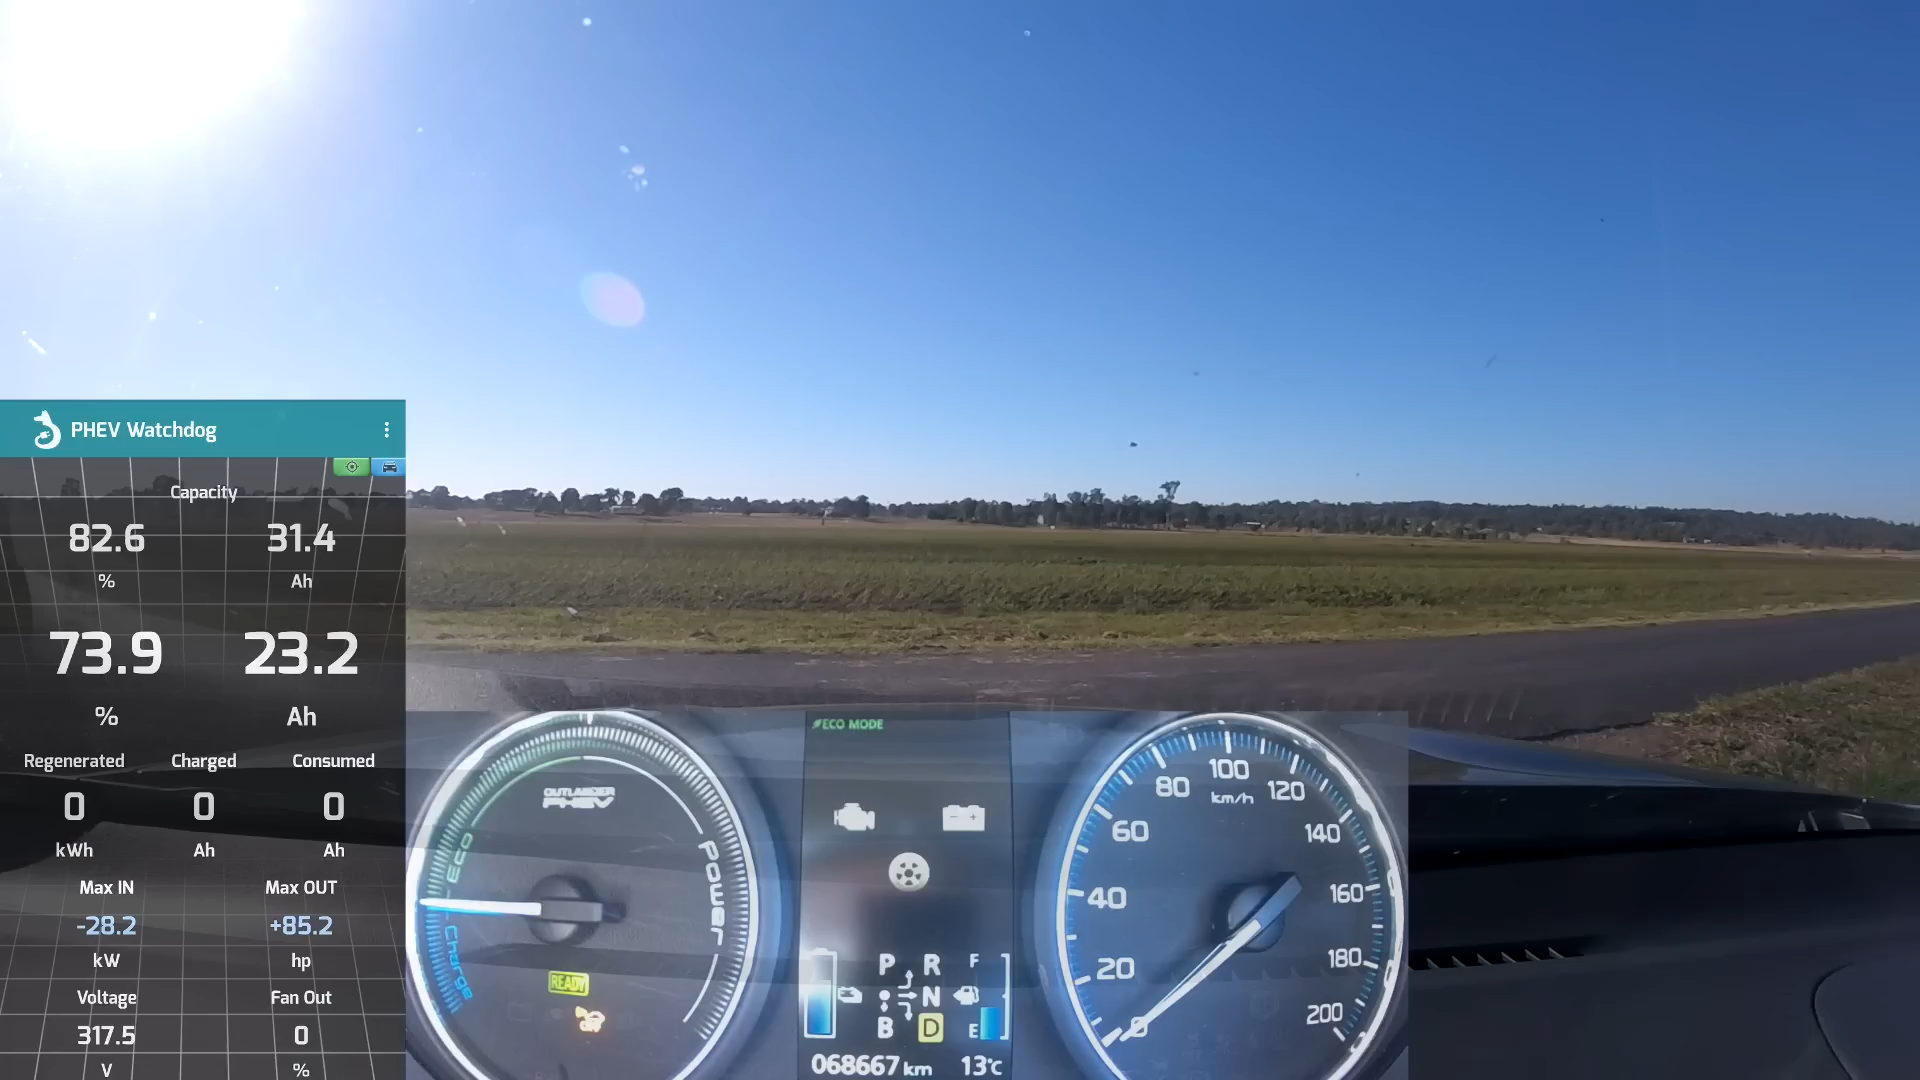 PHEV Watchdog
Capacity
82.6 31.4
% Ah
73.9 23.2
% Ah
Regenerated Charged Consumed
0 0 0
kWh Ah Ah
Max IN Max OUT
-28.2 +85.2
kW hp
Voltage Fan Out
317.5 0
V %
OUTLANDER
PHEV
Eco
Charge
Power
READY
OFF
ECO MODE
P R F
N
B D E
068667 km 13°C
0 20 40 60 80 100 120 140 160 180 200
km/h